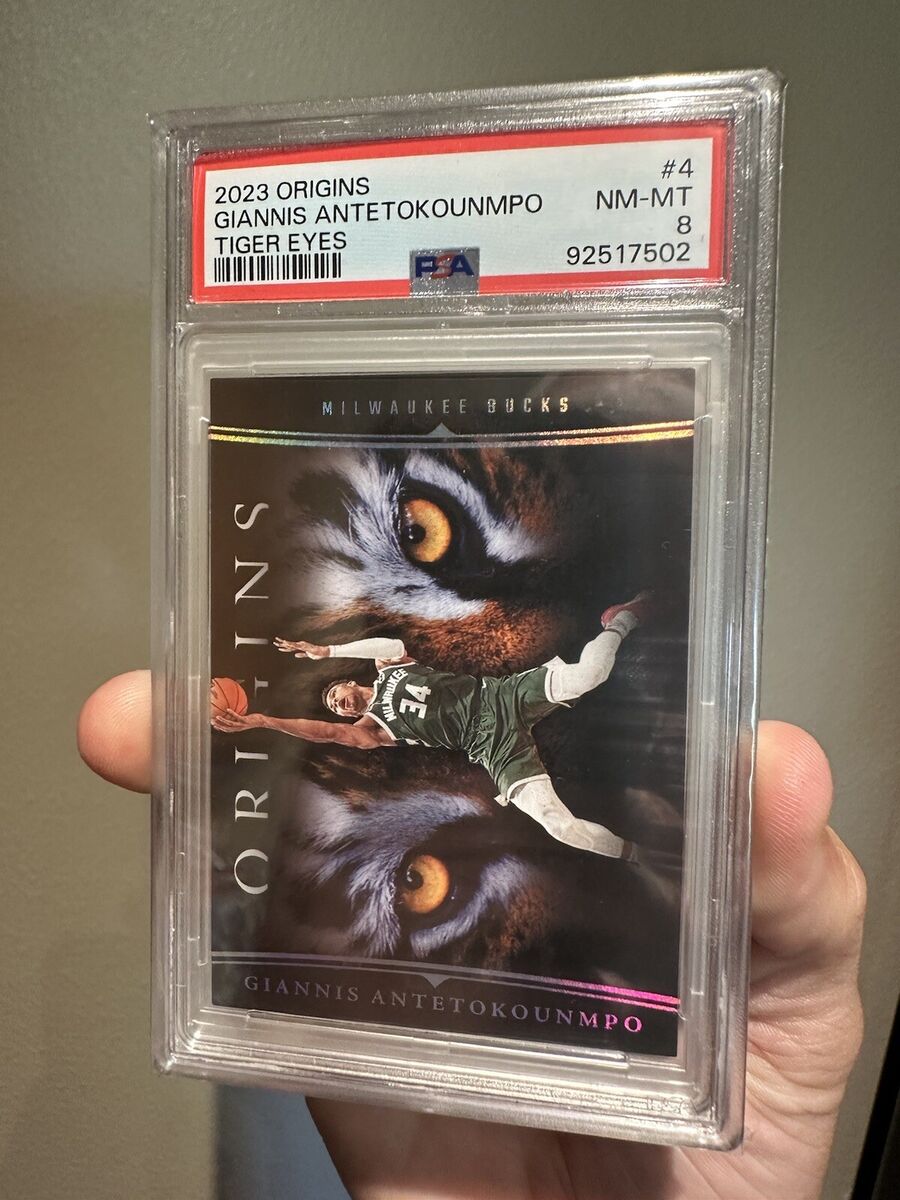 2023 ORIGINS
GIANNIS ANTETOKOUNMPO
TIGER EYES
#4
NM-MT
8
92517502
PSA
MILWAUKEE BUCKS
ORIGINS
MILWAUKEE
34
GIANNIS ANTETOKOUNMPO